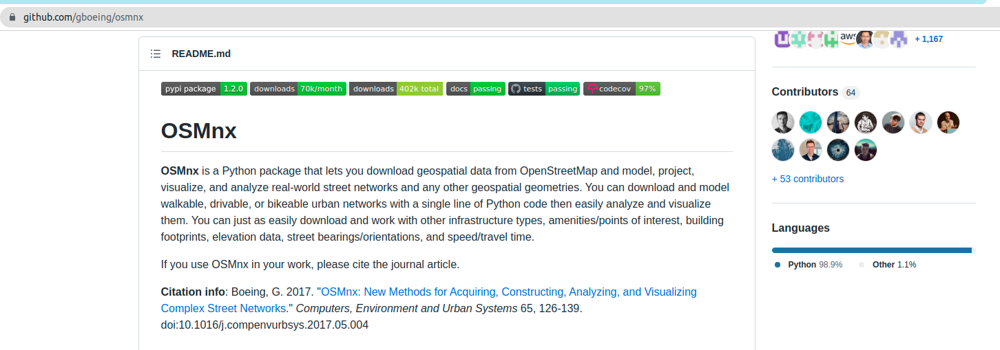 github.com/gboeing/osmnx
aws
+ 1,167
README.md
pypi package 1.2.0 downloads 70k/month downloads 402k total docs passing tests passing codecov 97%
OSMnx
OSMnx is a Python package that lets you download geospatial data from OpenStreetMap and model, project,
visualize, and analyze real-world street networks and any other geospatial geometries. You can download and model
walkable, drivable, or bikeable urban networks with a single line of Python code then easily analyze and visualize
them. You can just as easily download and work with other infrastructure types, amenities/points of interest, building
footprints, elevation data, street bearings/orientations, and speed/travel time.
If you use OSMnx in your work, please cite the journal article.
Citation info: Boeing, G. 2017. "OSMnx: New Methods for Acquiring, Constructing, Analyzing, and Visualizing
Complex Street Networks." Computers, Environment and Urban Systems 65, 126-139.
doi:10.1016/j.compenvurbsys.2017.05.004
Contributors 64
+ 53 contributors
Languages
Python 98.9% Other 1.1%